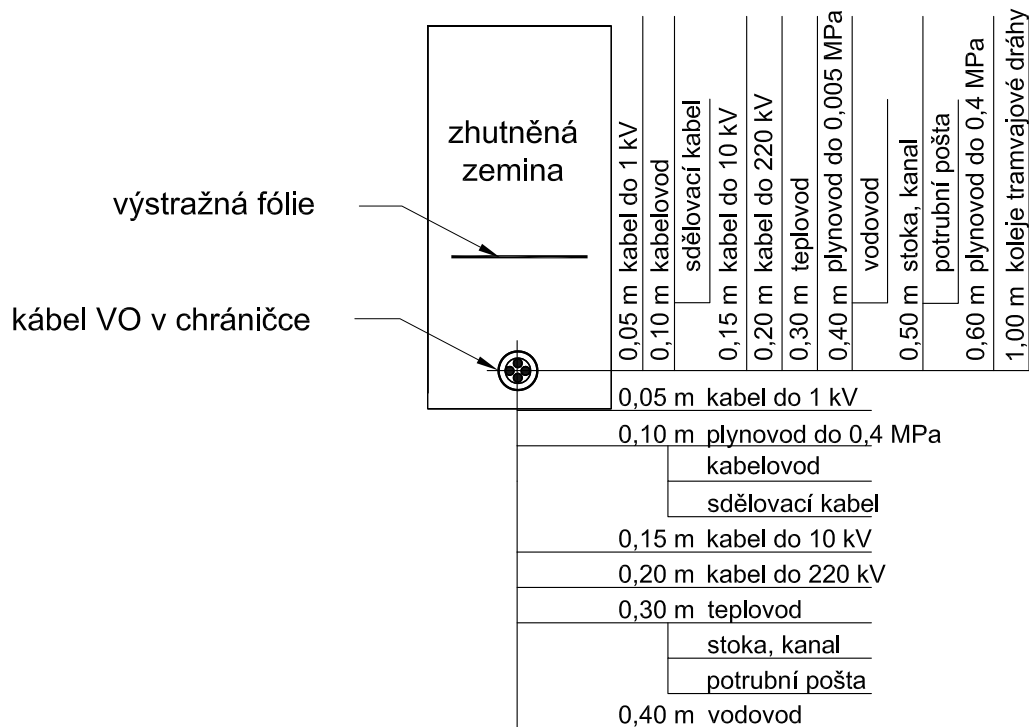 zhutněná
zemina
výstražná fólie
kábel VO v chráničce
0,05 m kabel do 1 kV
0,10 m kabelovod
sdělovací kabel
0,15 m kabel do 10 kV
0,20 m kabel do 220 kV
0,30 m teplovod
0,40 m plynovod do 0,005 MPa
vodovod
0,50 m stoka, kanal
potrubní pošta
0,60 m plynovod do 0,4 MPa
1,00 m koleje tramvajové dráhy
0,05 m kabel do 1 kV
0,10 m plynovod do 0,4 MPa
kabelovod
sdělovací kabel
0,15 m kabel do 10 kV
0,20 m kabel do 220 kV
0,30 m teplovod
stoka, kanal
potrubní pošta
0,40 m vodovod